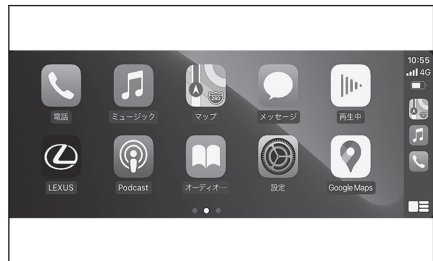 10:55
4G
電話
ミュージック
マップ
メッセージ
再生中
LEXUS
Podcast
オーディオ…
設定
Google Maps